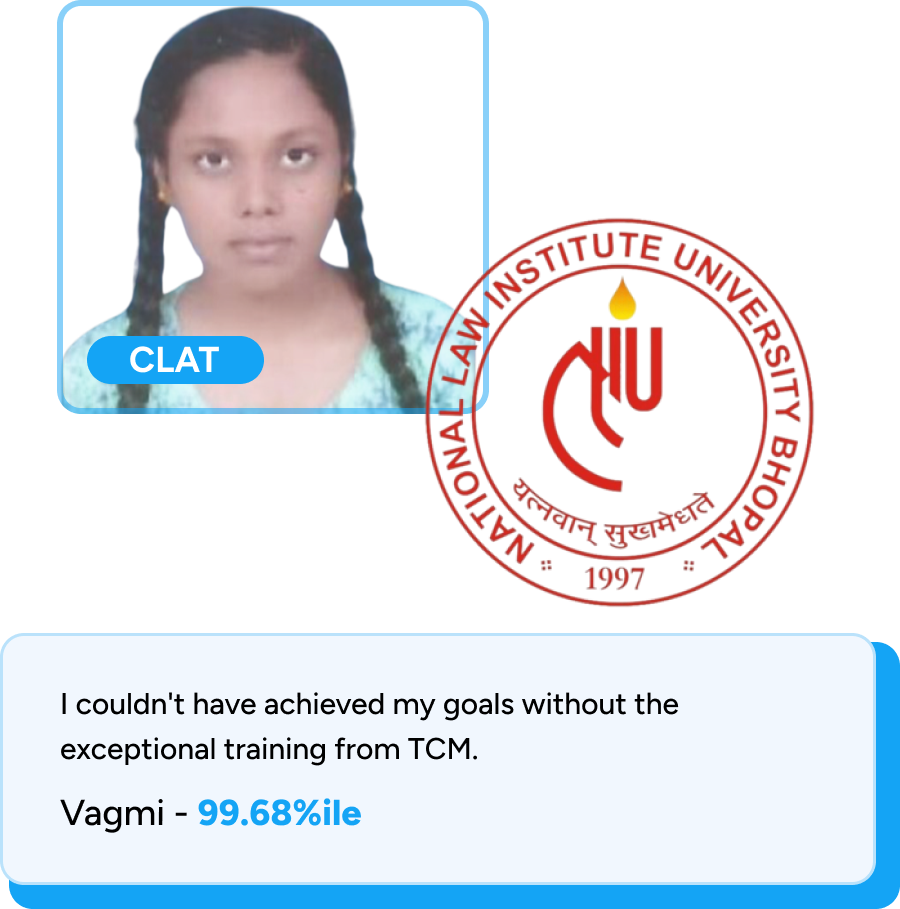 CLAT
NATIONAL LAW INSTITUTE UNIVERSITY BHOPAL
यत्नवान् सुखमेधते
1997
I couldn't have achieved my goals without the
exceptional training from TCM.
Vagmi - 99.68%ile